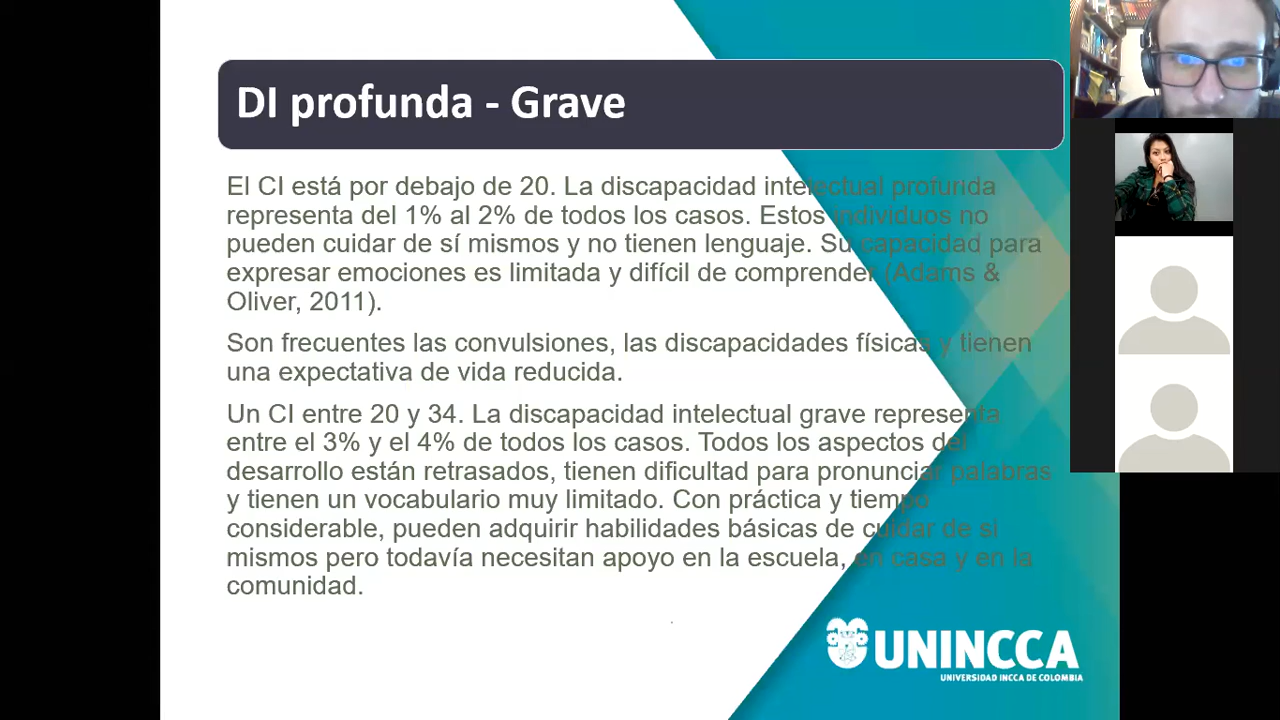 DI profunda - Grave
El CI está por debajo de 20. La discapacidad intelectual profunda
representa del 1% al 2% de todos los casos. Estos individuos no
pueden cuidar de sí mismos y no tienen lenguaje. Su capacidad para
expresar emociones es limitada y difícil de comprender (Adams &
Oliver, 2011).
Son frecuentes las convulsiones, las discapacidades físicas y tienen
una expectativa de vida reducida.
Un CI entre 20 y 34. La discapacidad intelectual grave representa
entre el 3% y el 4% de todos los casos. Todos los aspectos del
desarrollo están retrasados, tienen dificultad para pronunciar palabras
y tienen un vocabulario muy limitado. Con práctica y tiempo
considerable, pueden adquirir habilidades básicas de cuidar de si
mismos pero todavía necesitan apoyo en la escuela, en casa y en la
comunidad.
UNINCCA
UNIVERSIDAD INCCA DE COLOMBIA